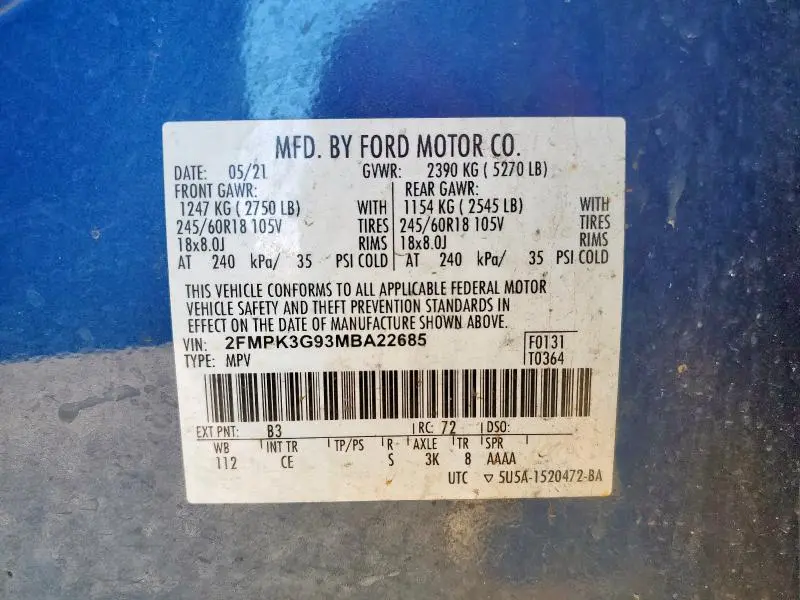 MFD. BY FORD MOTOR CO.
DATE: 05/21 GVWR: 2390 KG ( 5270 LB)
FRONT GAWR: REAR GAWR:
1247 KG ( 2750 LB) WITH 1154 KG ( 2545 LB) WITH
245/60R18 105V TIRES 245/60R18 105V TIRES
18x8.0J RIMS 18x8.0J RIMS
AT 240 kPa/ 35 PSI COLD AT 240 kPa/ 35 PSI COLD
THIS VEHICLE CONFORMS TO ALL APPLICABLE FEDERAL MOTOR
VEHICLE SAFETY AND THEFT PREVENTION STANDARDS IN
EFFECT ON THE DATE OF MANUFACTURE SHOWN ABOVE.
VIN: 2FMPK3G93MBA22685 F0131
TYPE: MPV T0364
EXT PNT: B3 RC: 72 DSO:
WB INT TR TP/PS R AXLE TR SPR
112 CE S 3K 8 AAAA
UTC ▽ 5U5A-1520472-BA